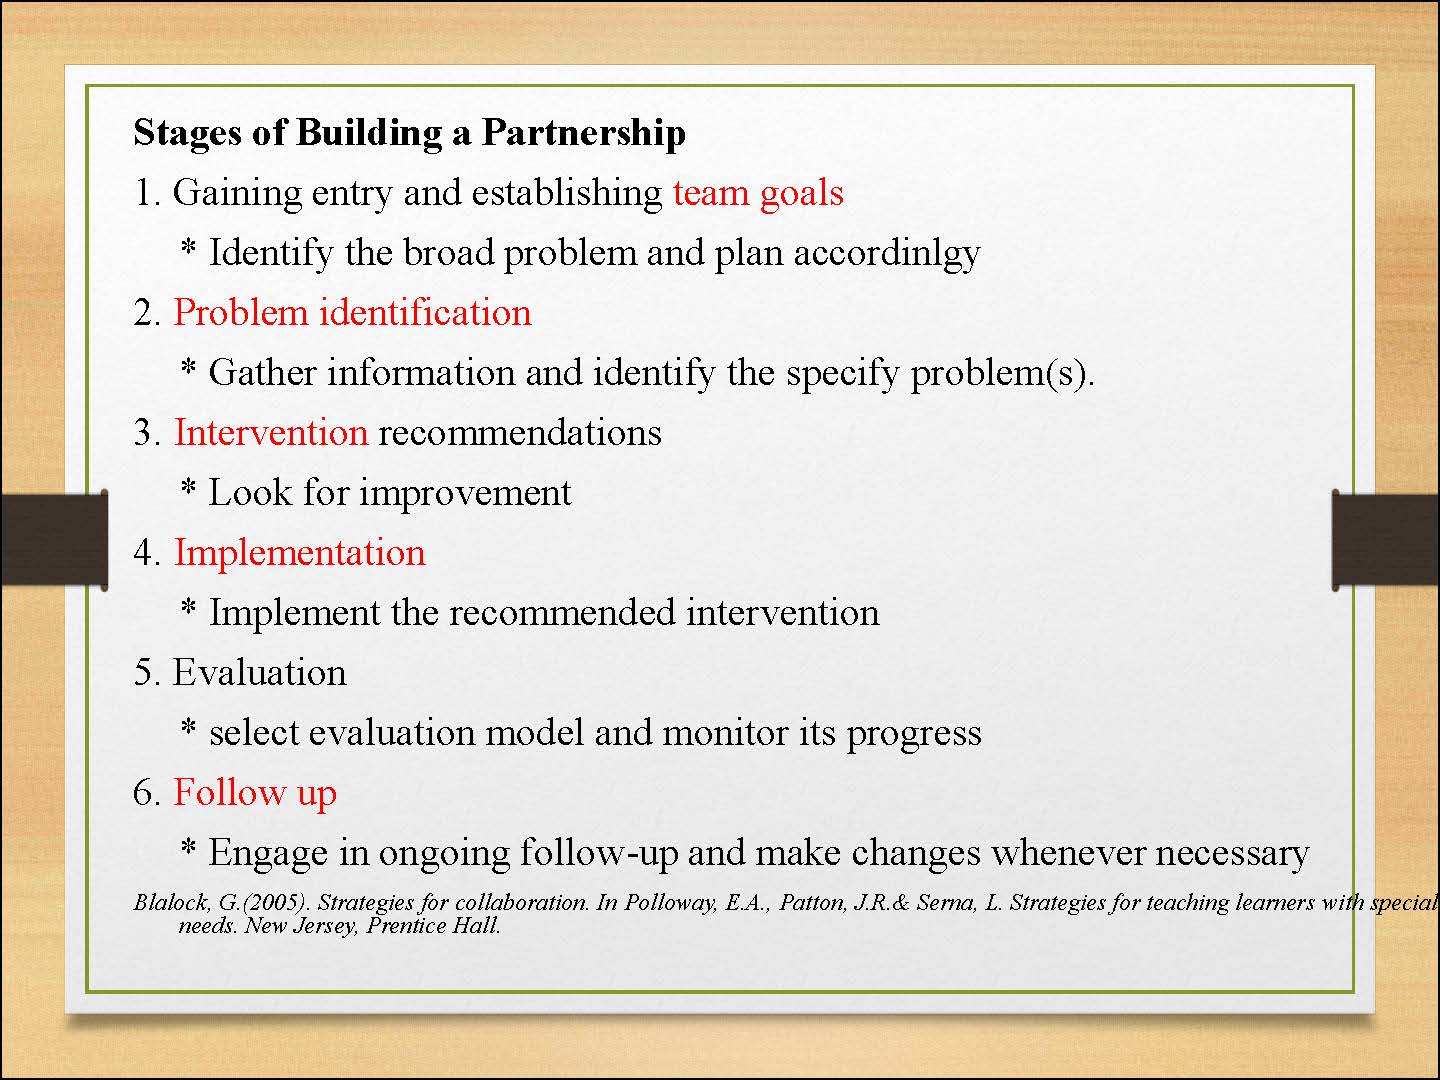 Stages of Building a Partnership
1. Gaining entry and establishing team goals
* Identify the broad problem and plan accordinlgy
2. Problem identification
* Gather information and identify the specify problem(s).
3. Intervention recommendations
* Look for improvement
4. Implementation
* Implement the recommended intervention
5. Evaluation
* select evaluation model and monitor its progress
6. Follow up
* Engage in ongoing follow-up and make changes whenever necessary
Blalock, G.(2005). Strategies for collaboration. In Polloway, E.A., Patton, J.R.& Serna, L. Strategies for teaching learners with special
needs. New Jersey, Prentice Hall.